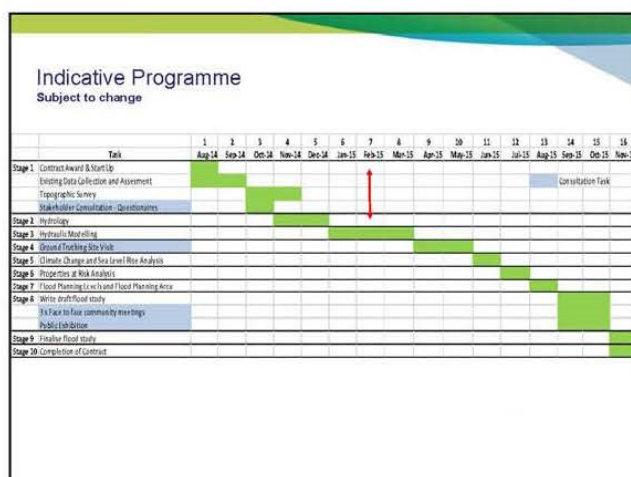 Indicative Programme
Subject to change
1 2 3 4 5 6 7 8 9 10 11 12 13 14 15 16
Task Aug-14 Sep-14 Oct-14 Nov-14 Dec-14 Jan-15 Feb-15 Mar-15 Apr-15 May-15 Jun-15 Jul-15 Aug-15 Sep-15 Oct-15 Nov-1
Stage 1 Contract Award & Start Up
Existing Data Collection and Assesment Consultation Task
Topographic Survey
Stakeholder Consultation - Questionaires
Stage 2 Hydrology
Stage 3 Hydraulic Modelling
Stage 4 Ground Truthing Site Visit
Stage 5 Climate Change and Sea Level Rise Analysis
Stage 6 Properties at Risk Analysis
Stage 7 Flood Planning Levels and Flood Planning Area
Stage 8 Write draft flood study
3 x Face to face community meetings
Public Exhibition
Stage 9 Finalise flood study
Stage 10 Completion of Contract